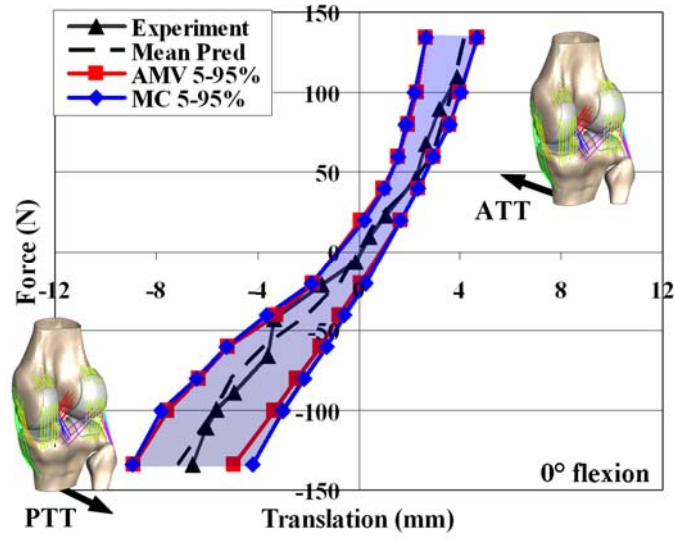 150
Experiment
Mean Pred
AMV 5-95%
MC 5-95%
100
50
ATT
Force (N)
0
-12
-8
-4
0
4
8
12
-50
-100
-150
0° flexion
PTT
Translation (mm)